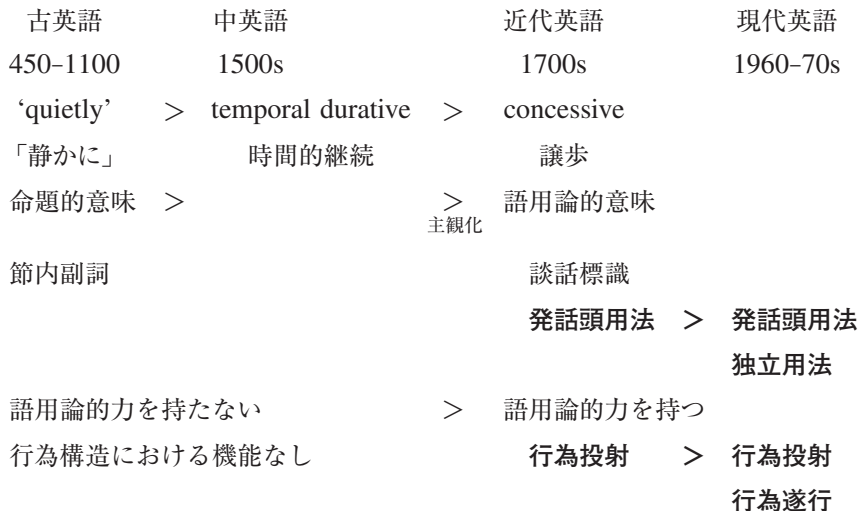 古英語 中英語 近代英語 現代英語
450–1100 1500s 1700s 1960–70s
‘quietly’ > temporal durative > concessive
「静かに」 時間的継続 譲歩
命題的意味 > > 語用論的意味
主観化
節内副詞 談話標識
発話頭用法 > 発話頭用法
独立用法
語用論的力を持たない > 語用論的力を持つ
行為構造における機能なし 行為投射 > 行為投射
行為遂行